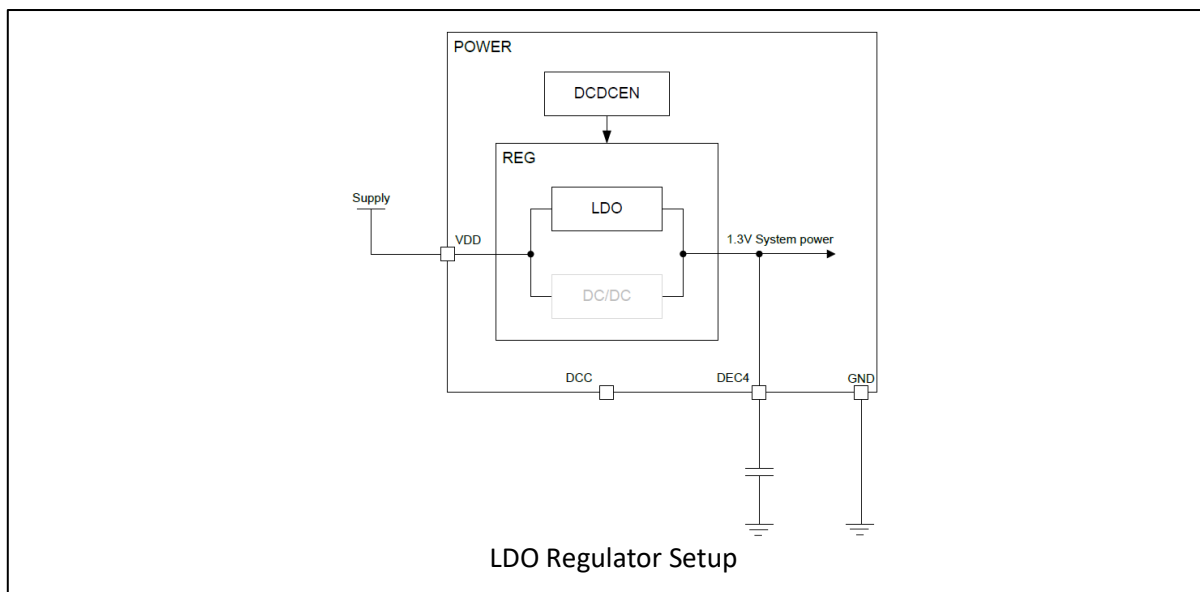 POWER
DCDCEN
REG
Supply
LDO
VDD
1.3V System power
DC/DC
DCC
DEC4
GND
LDO Regulator Setup